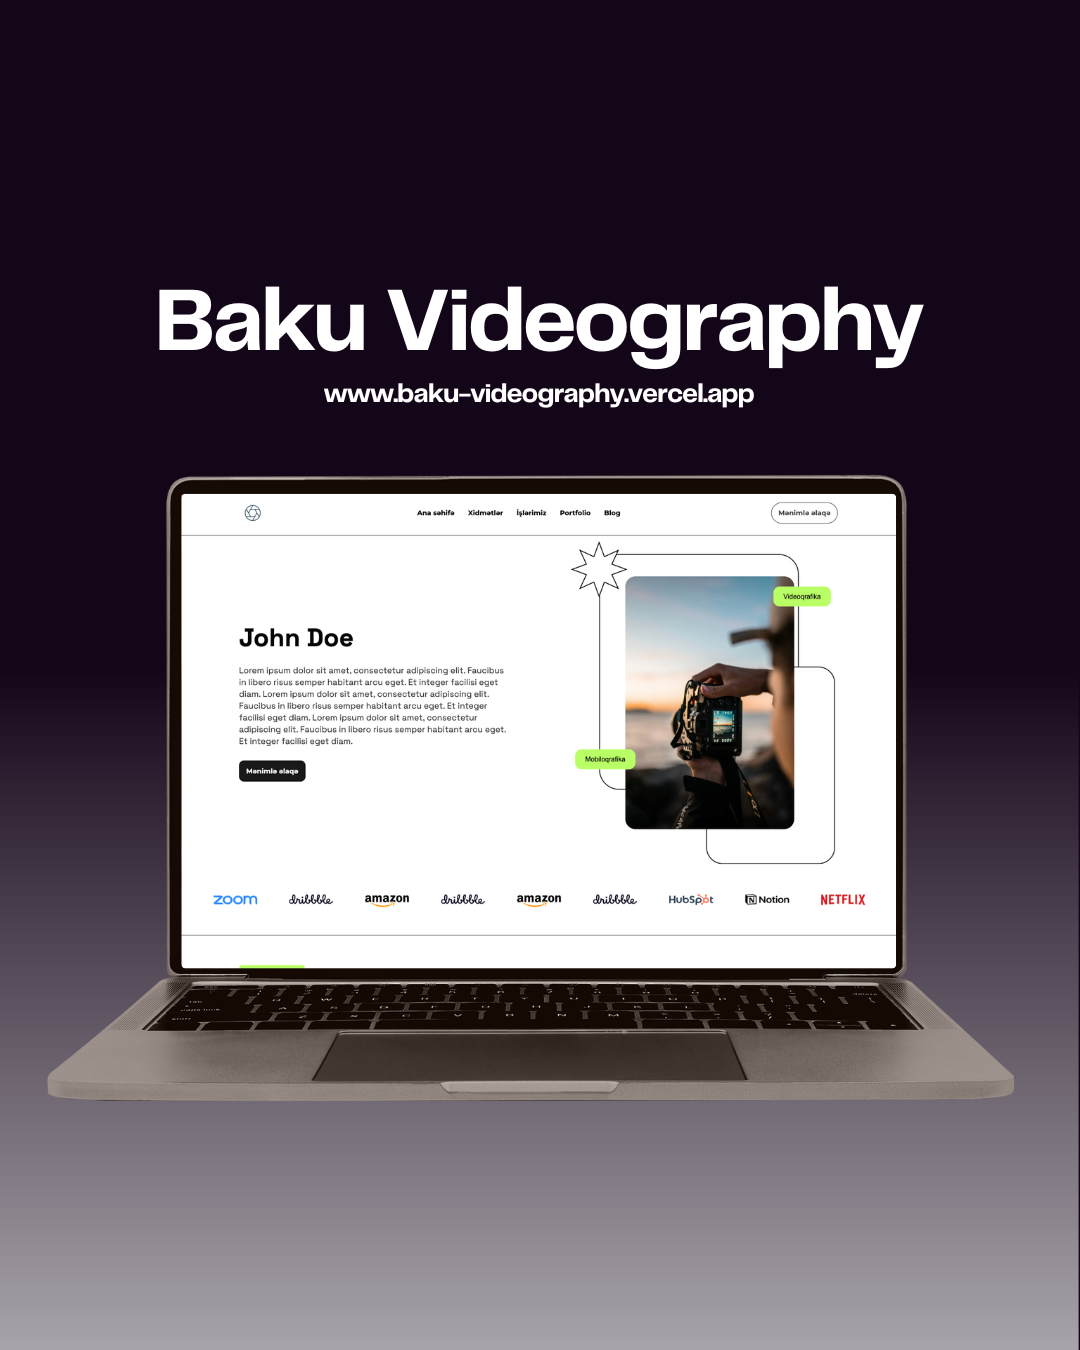 Baku Videography
www.baku-videography.vercel.app
Ana səhifə Xidmətlər İşlərimiz Portfolio Blog
Mənimlə əlaqə
Videoqrafika
John Doe
Lorem ipsum dolor sit amet, consectetur adipiscing elit. Faucibus
in libero risus semper habitant arcu eget. Et integer facilisi eget
diam. Lorem ipsum dolor sit amet, consectetur adipiscing elit.
Faucibus in libero risus semper habitant arcu eget. Et integer
facilisi eget diam. Lorem ipsum dolor sit amet, consectetur
adipiscing elit. Faucibus in libero risus semper habitant arcu eget.
Et integer facilisi eget diam.
Mobiloqrafika
Mənimlə əlaqə
zoom dribbble amazon dribbble amazon dribbble HubSpot Notion NETFLIX